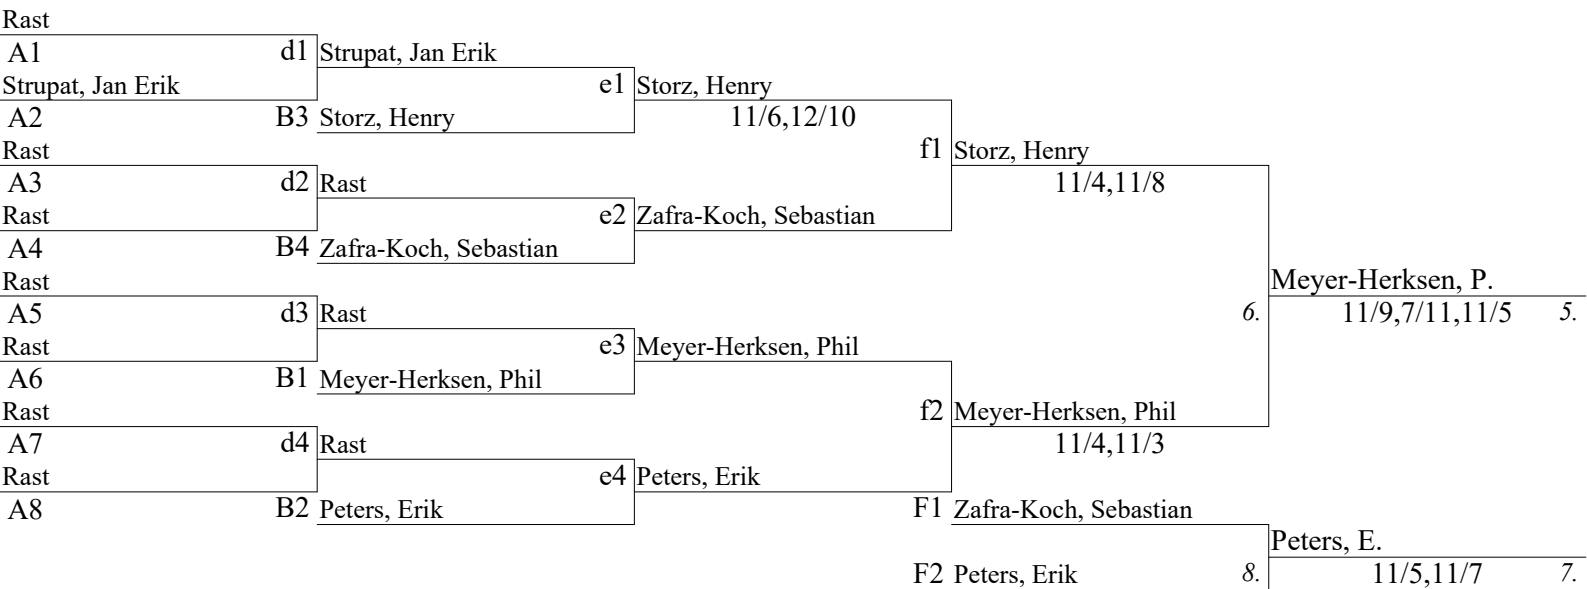 Rast
A1 d1 Strupat, Jan Erik
Strupat, Jan Erik e1 Storz, Henry
A2 B3 Storz, Henry 11/6,12/10
Rast f1 Storz, Henry
A3 d2 Rast 11/4,11/8
Rast e2 Zafra-Koch, Sebastian
A4 B4 Zafra-Koch, Sebastian
Rast Meyer-Herksen, P.
A5 d3 Rast 6. 11/9,7/11,11/5 5.
Rast e3 Meyer-Herksen, Phil
A6 B1 Meyer-Herksen, Phil
Rast f2 Meyer-Herksen, Phil
A7 d4 Rast 11/4,11/3
Rast e4 Peters, Erik
A8 B2 Peters, Erik F1 Zafra-Koch, Sebastian
Peters, E.
F2 Peters, Erik 8. 11/5,11/7 7.